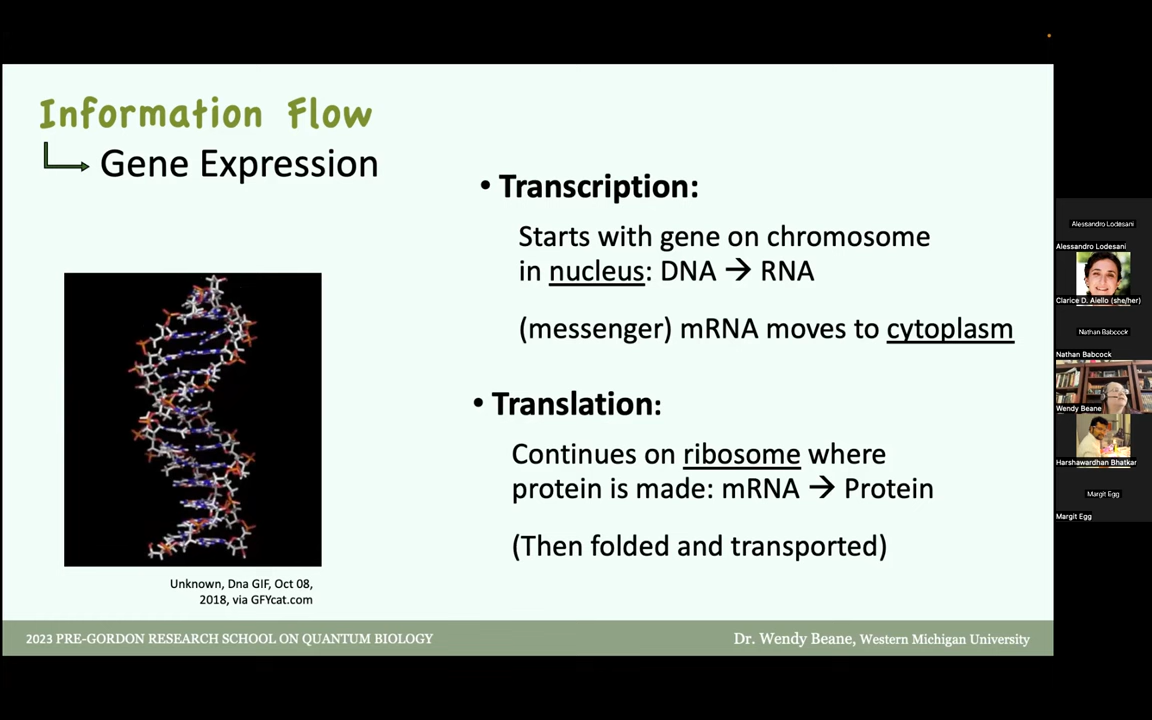 Information Flow
Gene Expression
• Transcription:
Starts with gene on chromosome
in nucleus: DNA → RNA
(messenger) mRNA moves to cytoplasm
• Translation:
Continues on ribosome where
protein is made: mRNA → Protein
(Then folded and transported)
Unknown, Dna GIF, Oct 08,
2018, via GFYcat.com
2023 PRE-GORDON RESEARCH SCHOOL ON QUANTUM BIOLOGY
Dr. Wendy Beane, Western Michigan University
Alessandro Lodesani
Alessandro Lodesani
Clarice D. Aiello (she/her)
Nathan Babcock
Nathan Babcock
Wendy Beane
Harshawardhan Bhatkar
Margit Egg
Margit Egg